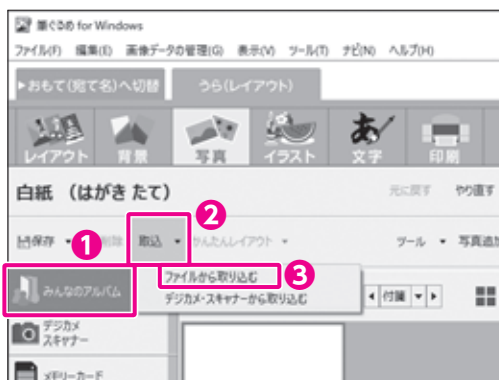 筆ぐるめ for Windows
ファイル(F) 編集(E) 画像データの管理(G) 表示(V) ツール(T) ナビ(N) ヘルプ(H)
▶おもて(宛て名)へ切替 うら(レイアウト)
レイアウト 背景 写真 イラスト 文字 印刷
白紙 (はがき たて) 元に戻す やり直す
保存 削除 取込 かんたんレイアウト ツール 写真追加
❶ ❷ ❸
みんなのアルバム
ファイルから取り込む
デジカメ・スキャナーから取り込む
付箋
デジカメ
スキャナー
メモリーカード